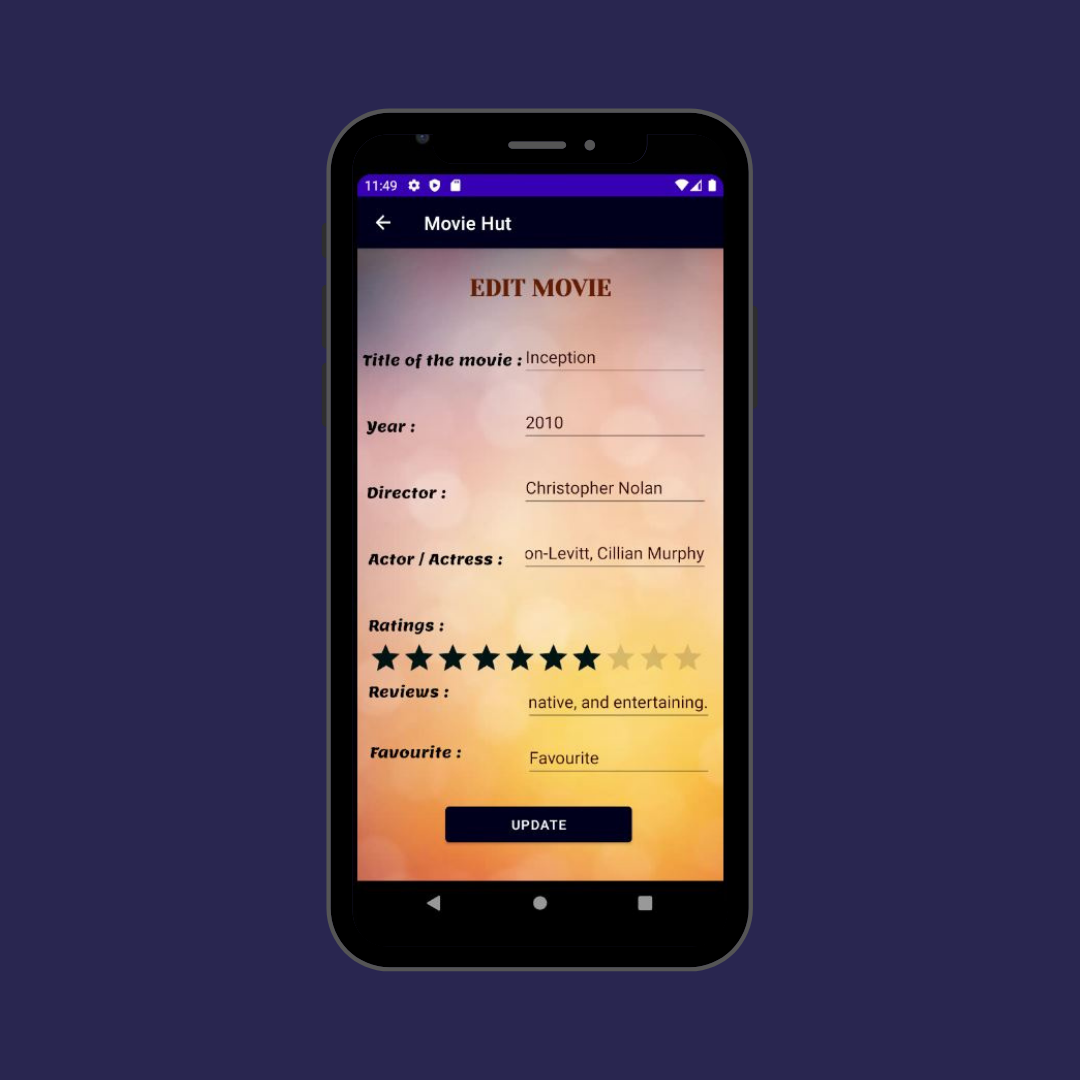 11:49
Movie Hut
EDIT MOVIE
Title of the movie : Inception
Year : 2010
Director : Christopher Nolan
Actor / Actress : on-Levitt, Cillian Murphy
Ratings :
Reviews : native, and entertaining.
Favourite : Favourite
UPDATE